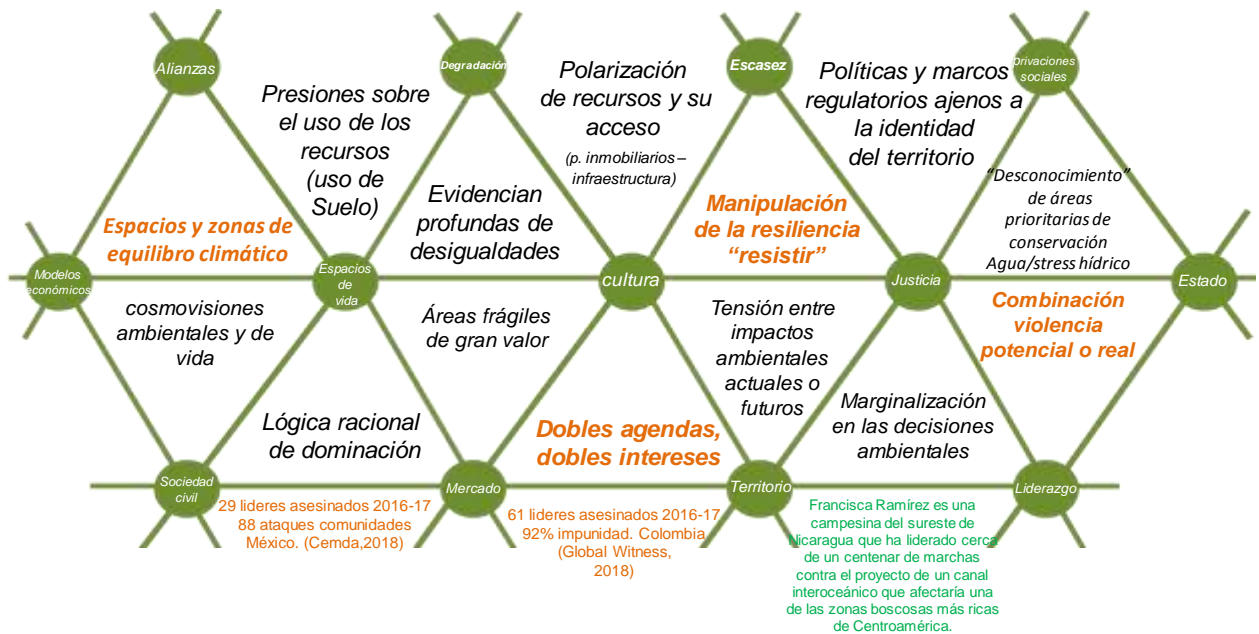 Alianzas
Degradación
Escasez
privaciones
sociales
Presiones sobre
el uso de los
recursos
(uso de
Suelo)
Polarización
de recursos y su
acceso
(p. inmobiliarios –
infraestructura)
Políticas y marcos
regulatorios ajenos a
la identidad
del territorio
Espacios y zonas de
equilibro climático
Evidencian
profundas de
desigualdades
Manipulación
de la resiliencia
“resistir”
“Desconocimiento”
de áreas
prioritarias de
conservación
Agua/stress hídrico
Modelos
económicos
Espacios
de
vida
cultura
Justicia
Estado
cosmovisiones
ambientales y de
vida
Áreas frágiles
de gran valor
Tensión entre
impactos
ambientales
actuales o
futuros
Combinación
violencia
potencial o real
Lógica racional
de dominación
Dobles agendas,
dobles intereses
Marginalización
en las decisiones
ambientales
Sociedad
civil
Mercado
Territorio
Liderazgo
29 lideres asesinados 2016-17
88 ataques comunidades
México. (Cemda,2018)
61 lideres asesinados 2016-17
92% impunidad. Colombia
(Global Witness,
2018)
Francisca Ramírez es una
campesina del sureste de
Nicaragua que ha liderado cerca
de un centenar de marchas
contra el proyecto de un canal
interoceánico que afectaría una
de las zonas boscosas más ricas
de Centroamérica.